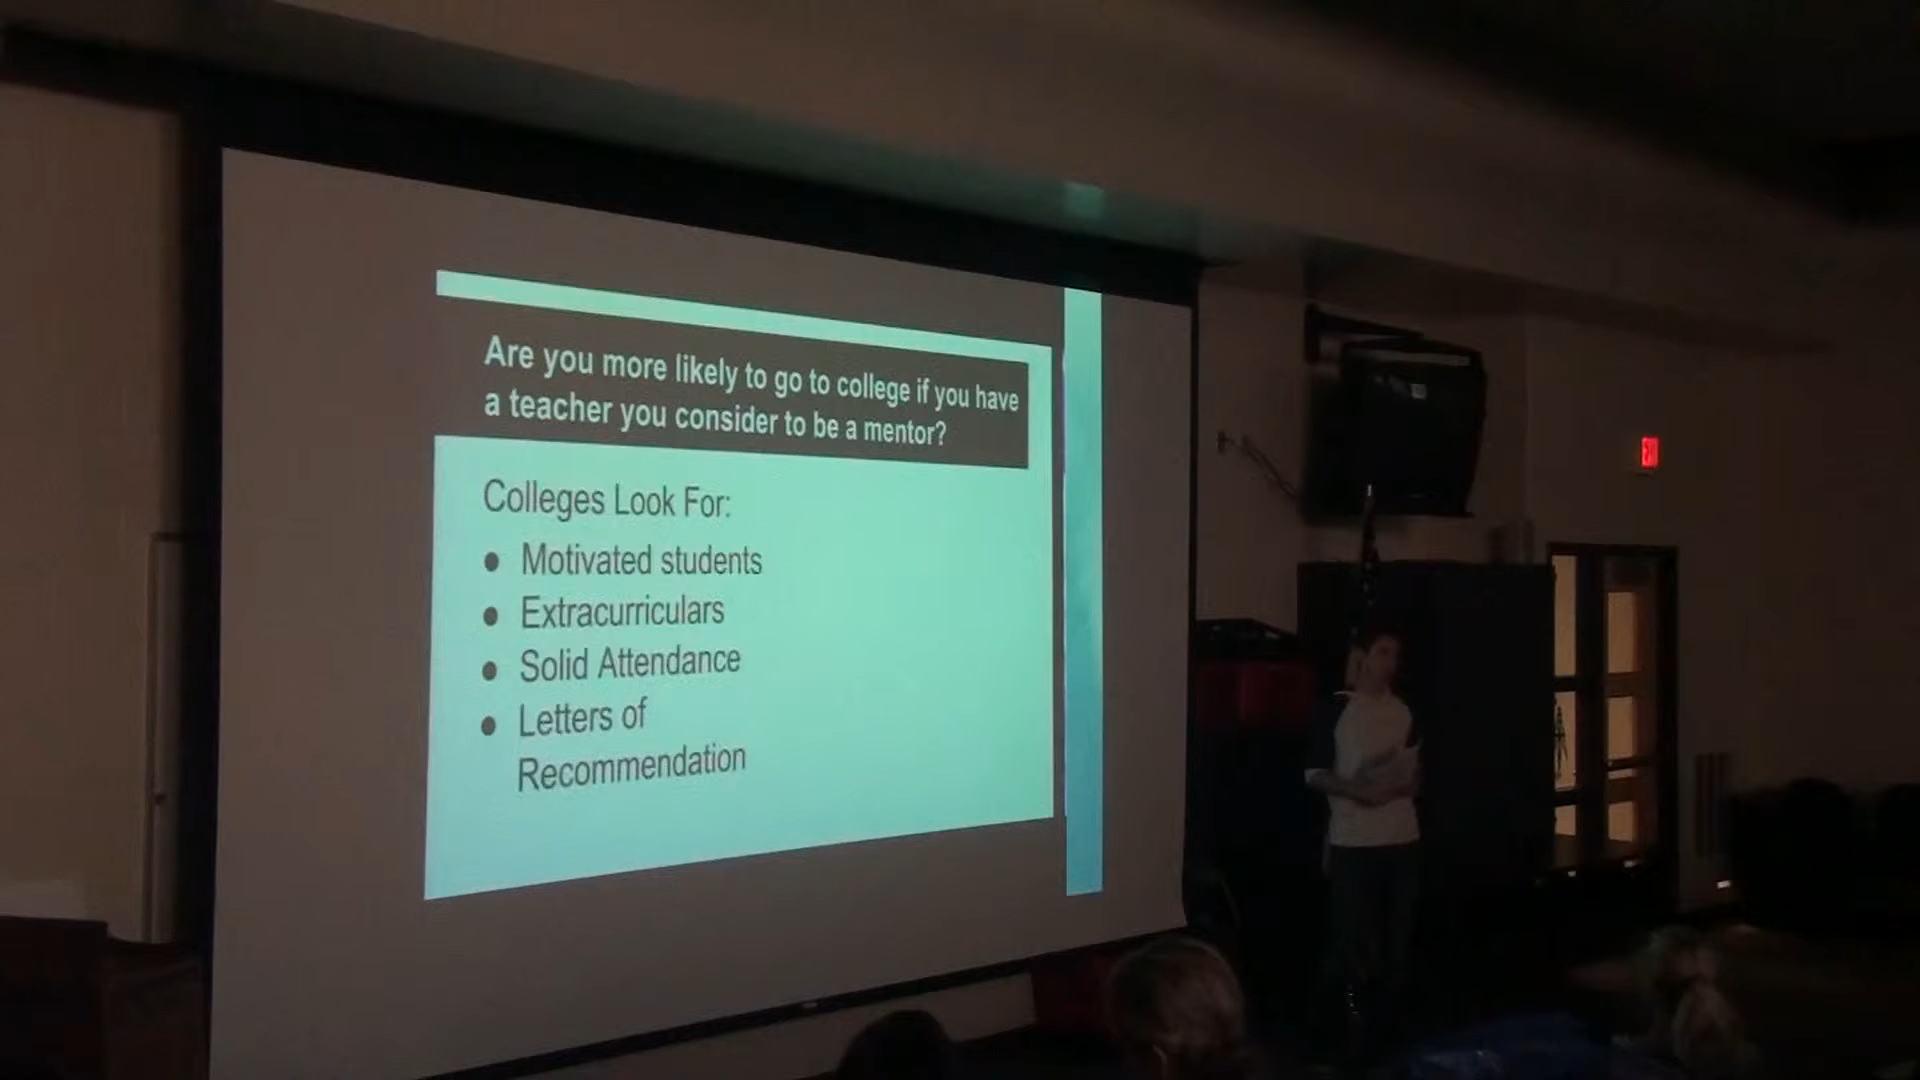 Are you more likely to go to college if you have
a teacher you consider to be a mentor?
Colleges Look For:
● Motivated students
● Extracurriculars
● Solid Attendance
● Letters of
Recommendation